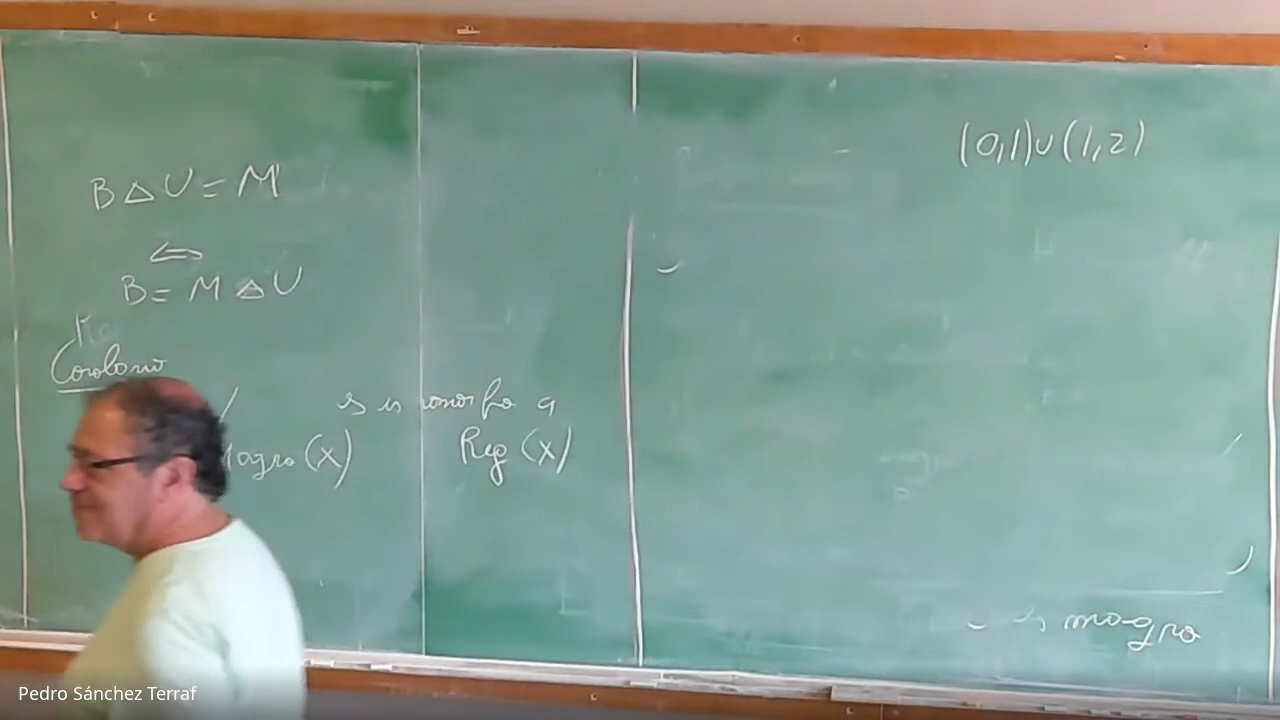 B △ U = M
⇐
B = M △ U
Corolario
/ es isomorfo a
Magro(X) Reg(X)
(0,1)∪(1,2)
es magro
Pedro Sánchez Terraf